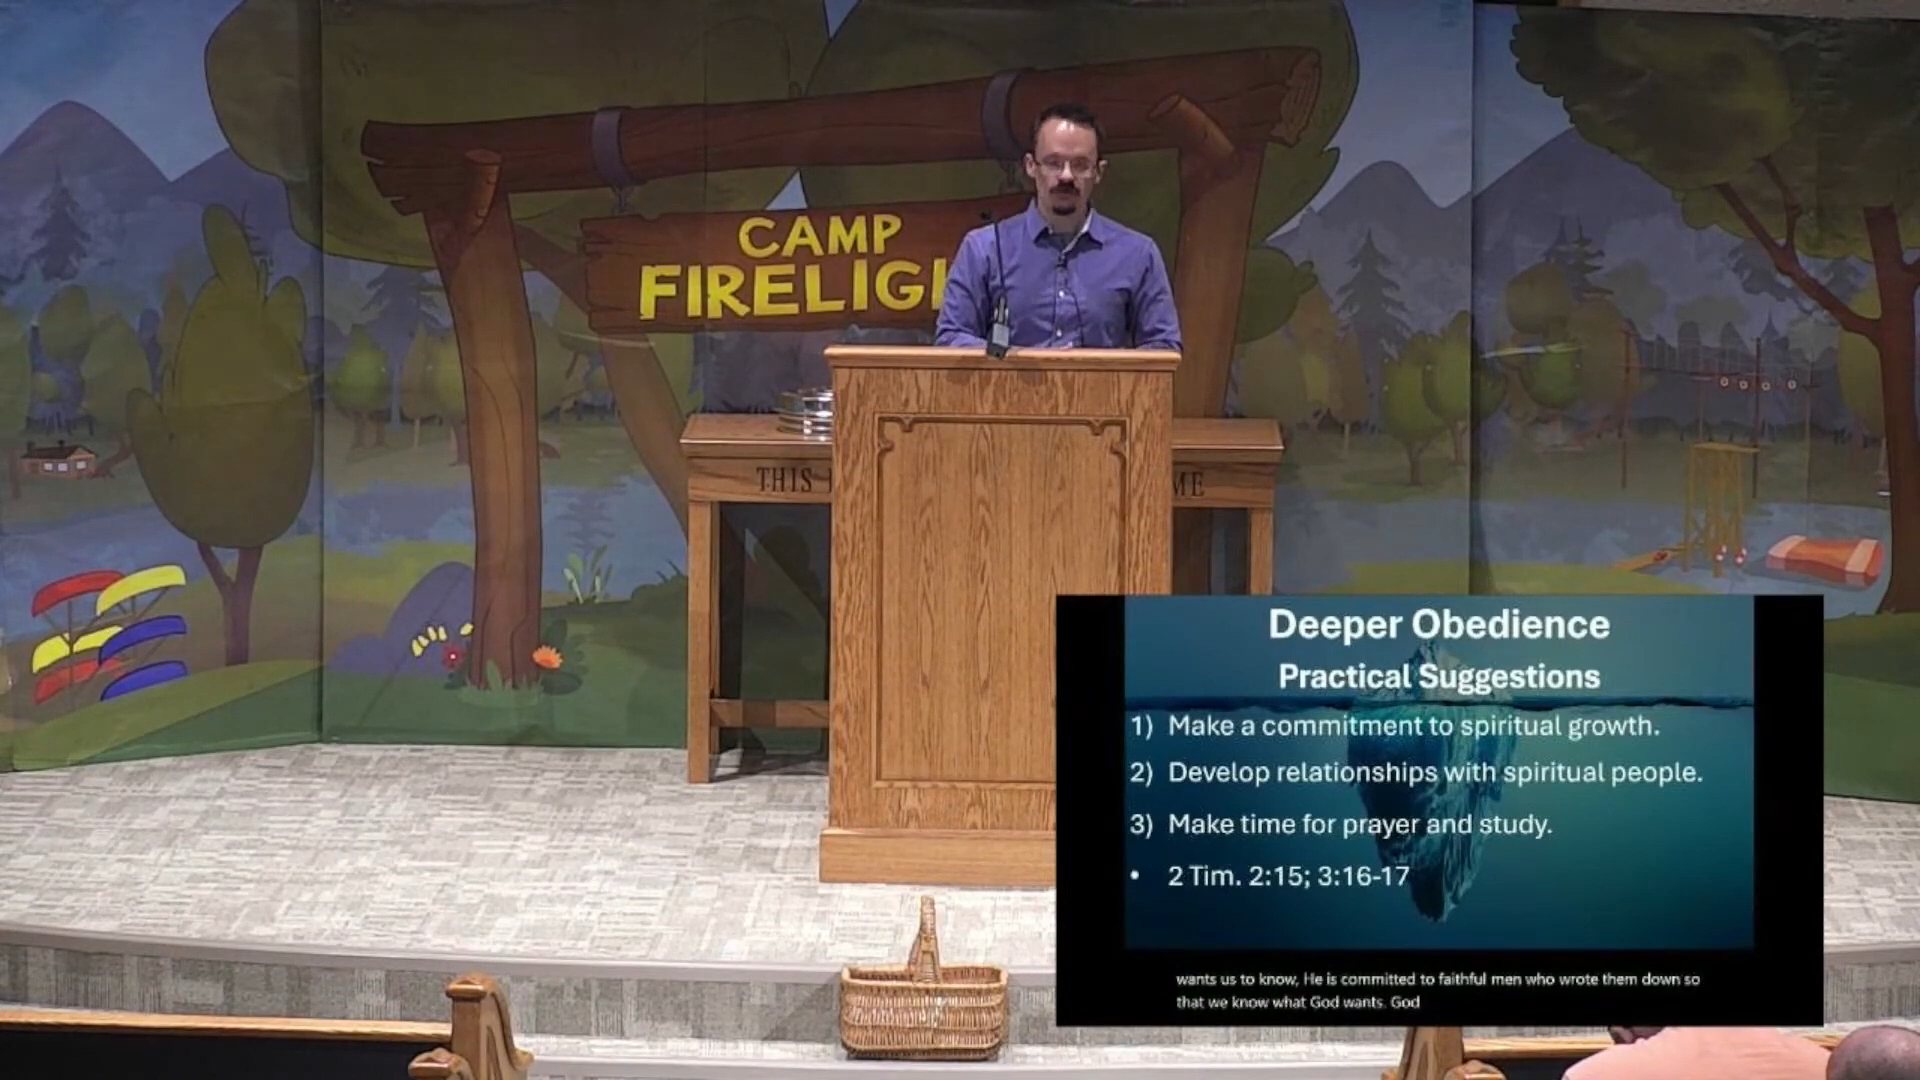 CAMP
FIRELIG
THIS
ME
Deeper Obedience
Practical Suggestions
1) Make a commitment to spiritual growth.
2) Develop relationships with spiritual people.
3) Make time for prayer and study.
• 2 Tim. 2:15; 3:16-17
wants us to know, He is committed to faithful men who wrote them down so
that we know what God wants. God